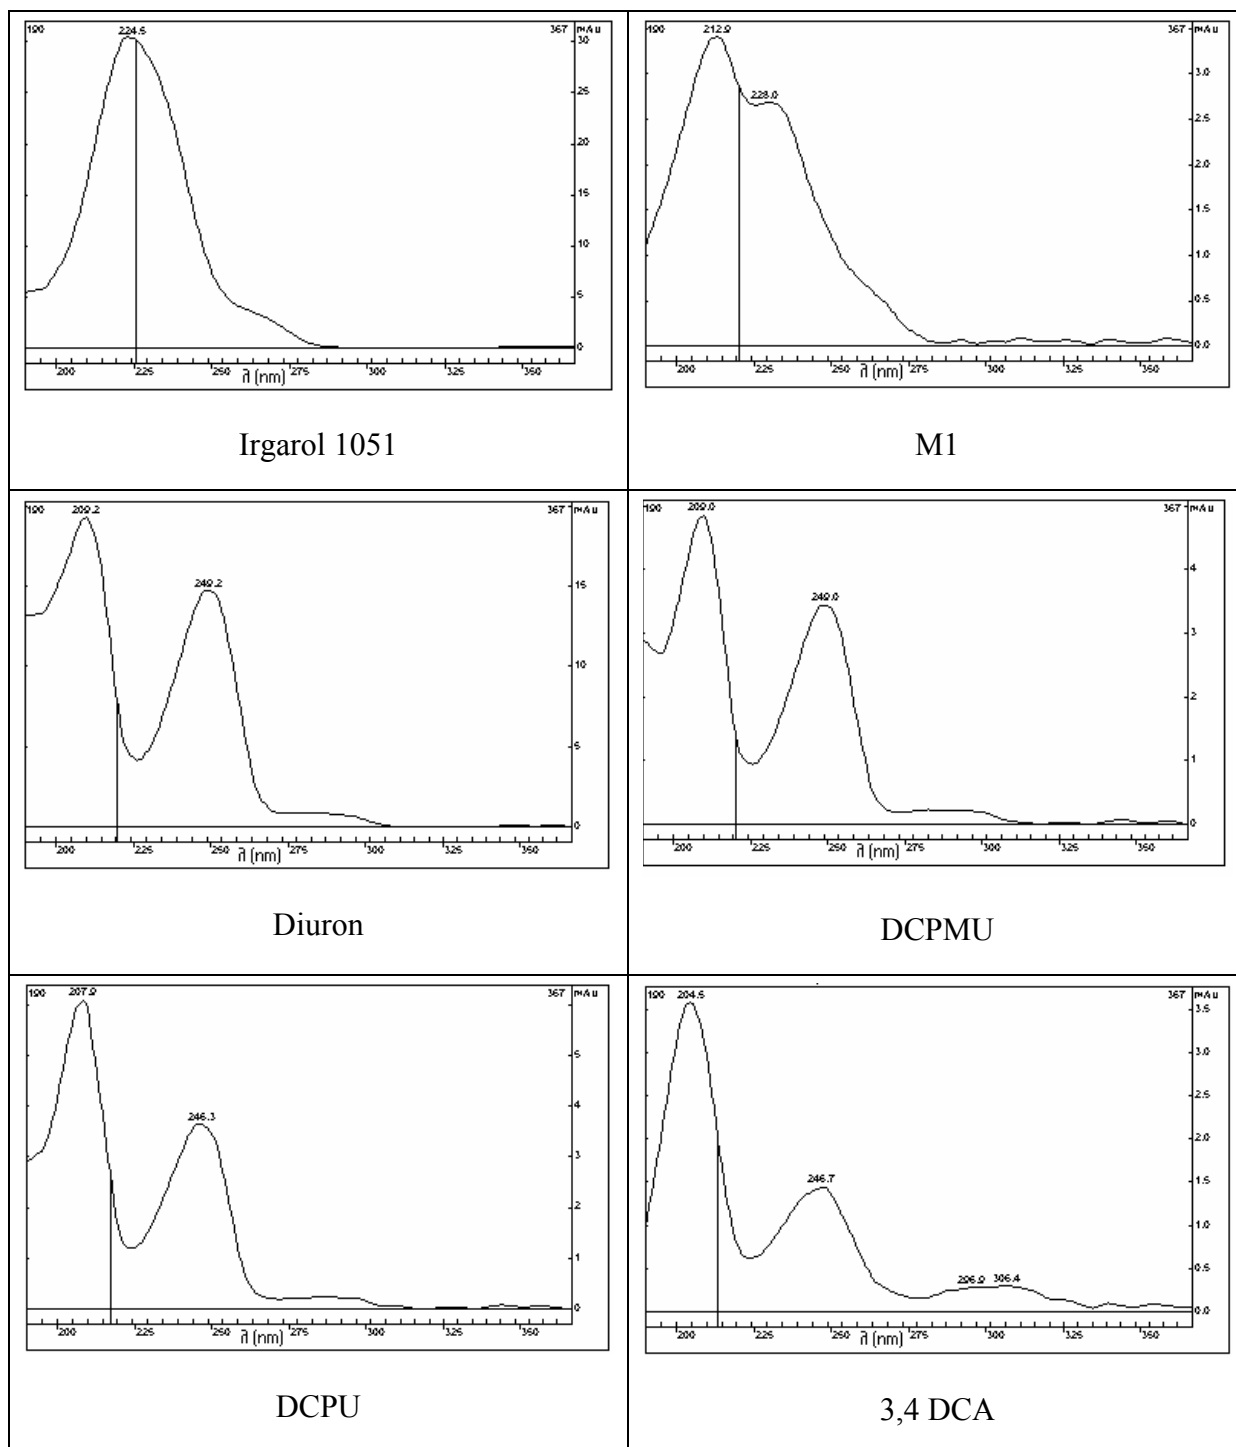 190 224.5 367 mAu
30
25
20
15
10
5
0
200 225 250 275 300 325 350
λ (nm)
Irgarol 1051
190 212.9 367 mAu
228.0
3.0
2.5
2.0
1.5
1.0
0.5
0.0
200 225 250 275 300 325 350
λ (nm)
M1
190 209.2 367 mAu
249.2
15
10
5
0
200 225 250 275 300 325 350
λ (nm)
Diuron
190 209.0 367 mAu
249.0
4
3
2
1
0
200 225 250 275 300 325 350
λ (nm)
DCPMU
190 207.9 367 mAu
246.3
5
4
3
2
1
0
200 225 250 275 300 325 350
λ (nm)
DCPU
190 204.5 367 mAu
246.7
296.9 306.4
3.5
3.0
2.5
2.0
1.5
1.0
0.5
0.0
200 225 250 275 300 325 350
λ (nm)
3,4 DCA